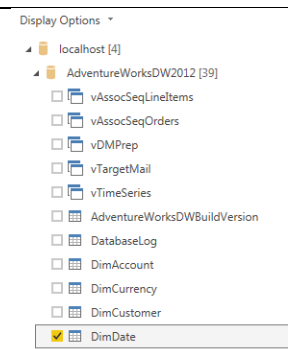 Display Options
localhost [4]
AdventureWorksDW2012 [39]
vAssocSeqLineItems
vAssocSeqOrders
vDMPrep
vTargetMail
vTimeSeries
AdventureWorksDWBuildVersion
DatabaseLog
DimAccount
DimCurrency
DimCustomer
DimDate